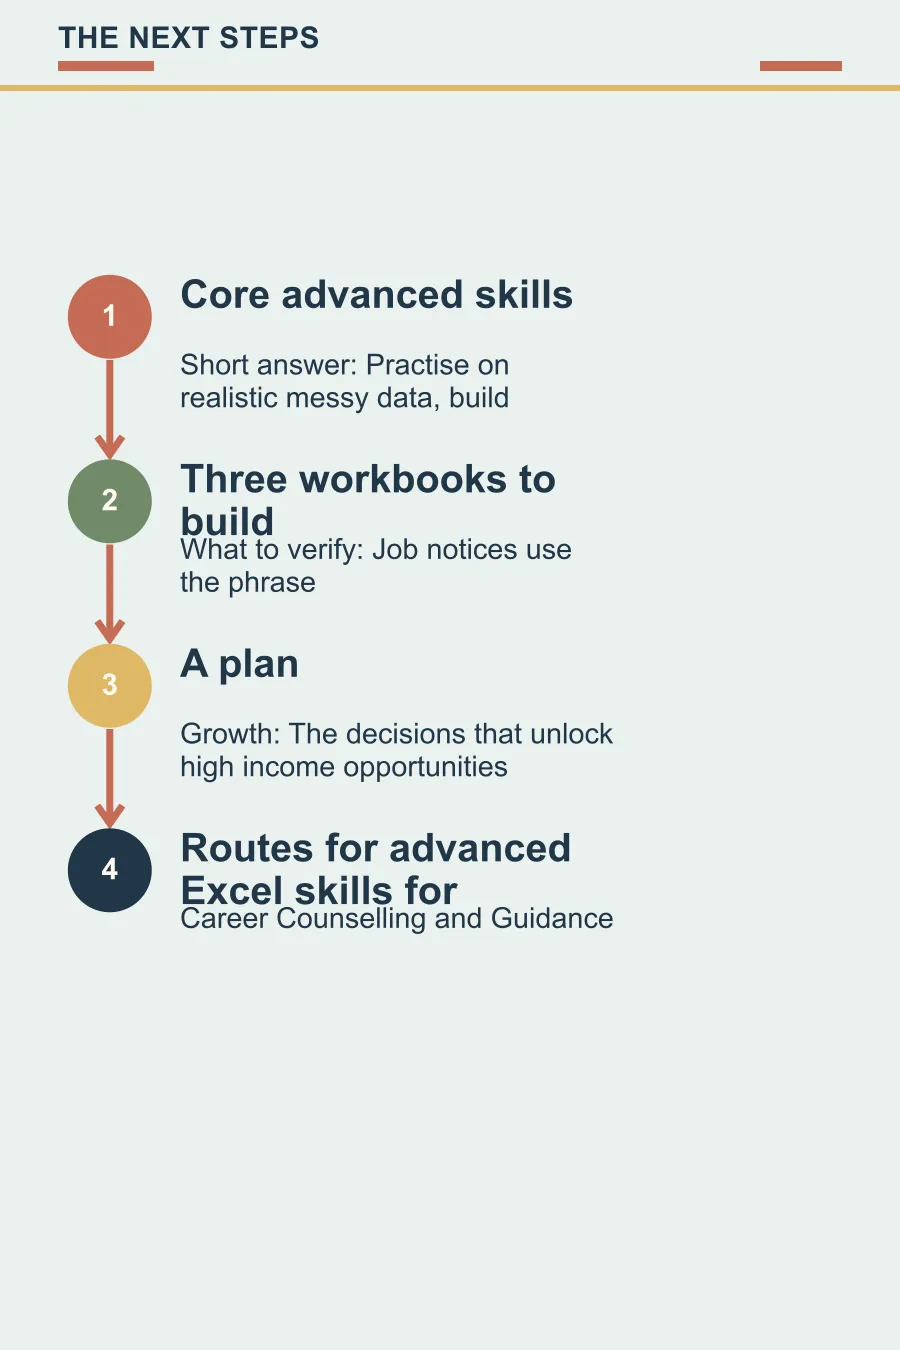 THE NEXT STEPS
1
Core advanced skills
Short answer: Practise on
realistic messy data, build
2
Three workbooks to
build
What to verify: Job notices use
the phrase
3
A plan
Growth: The decisions that unlock
high income opportunities
4
Routes for advanced
Excel skills for
Career Counselling and Guidance